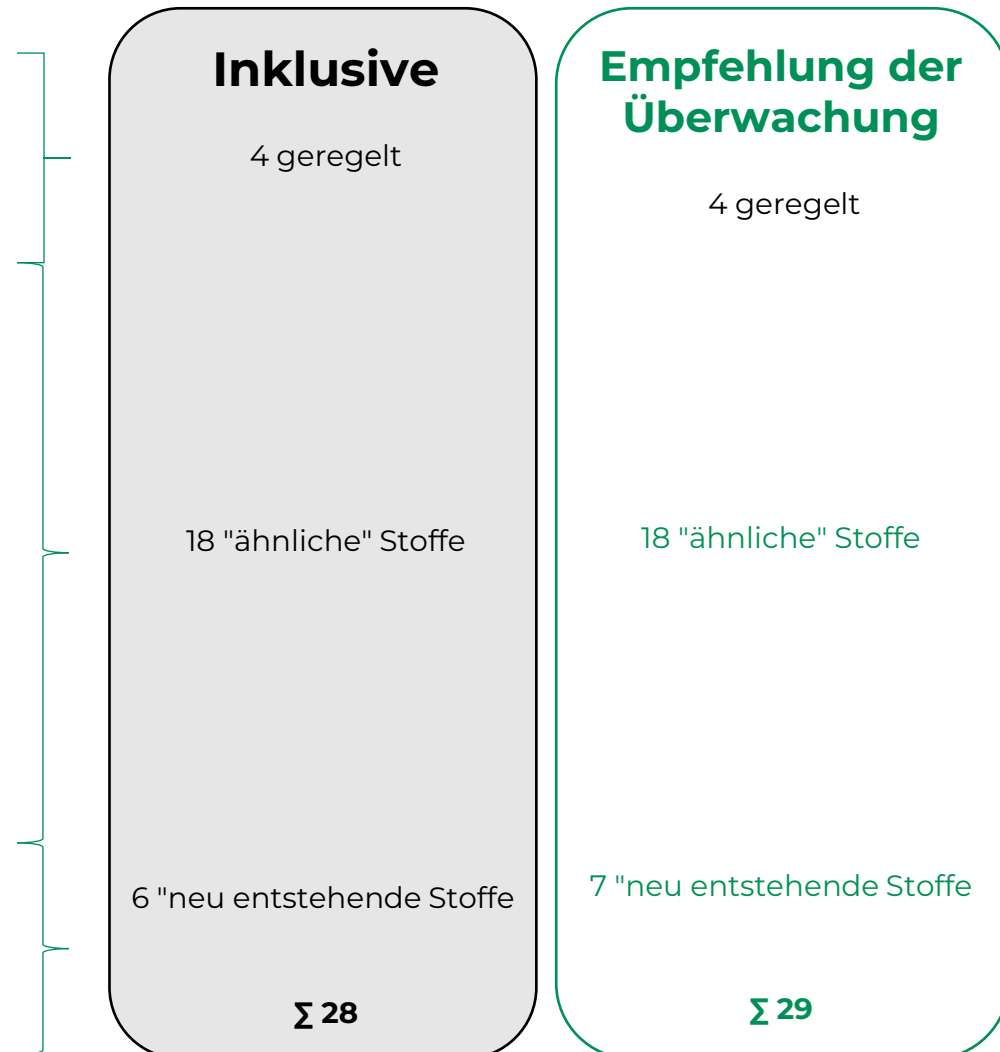 Inklusive
4 geregelt
18 "ähnliche" Stoffe
6 "neu entstehende Stoffe
∑ 28
Empfehlung der
Überwachung
4 geregelt
18 "ähnliche" Stoffe
7 "neu entstehende Stoffe
∑ 29